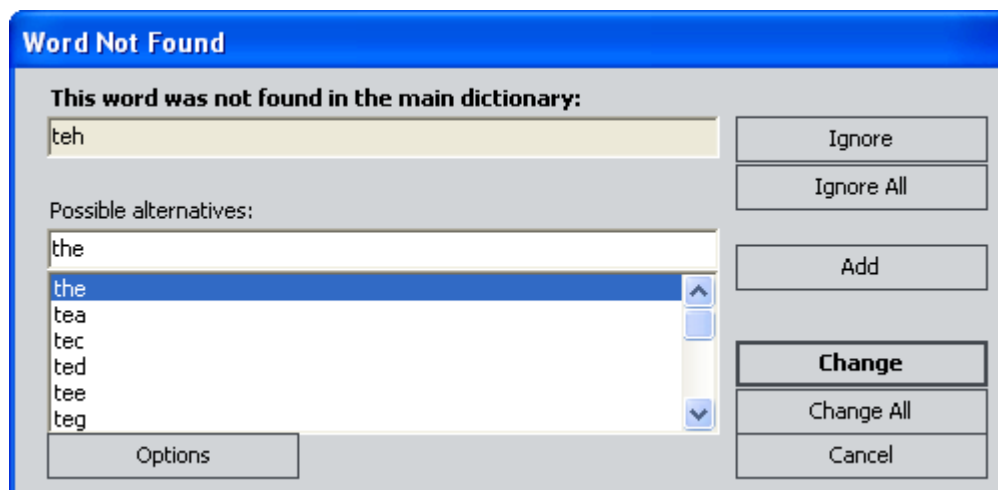 Word Not Found
This word was not found in the main dictionary:
teh
Ignore
Ignore All
Possible alternatives:
the
Add
the
tea
tec
ted
tee
teg
Change
Change All
Options
Cancel